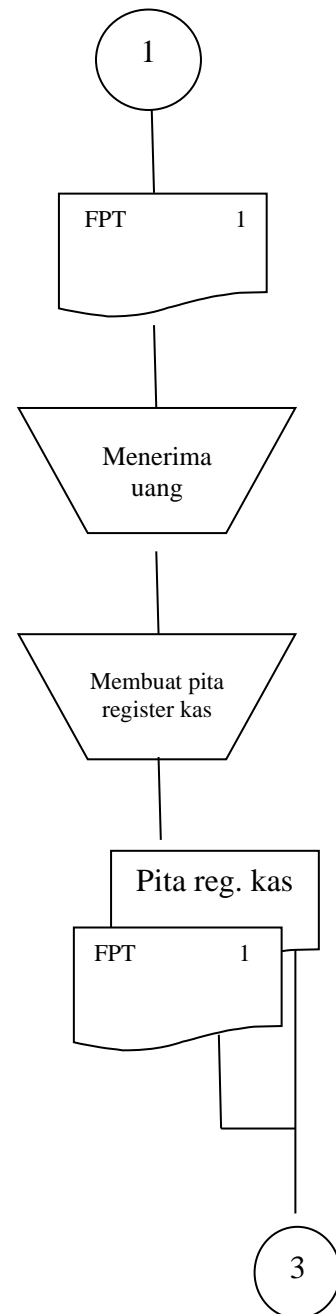 1
FPT 1
Menerima
uang
Membuat pita
register kas
Pita reg. kas
FPT 1
3